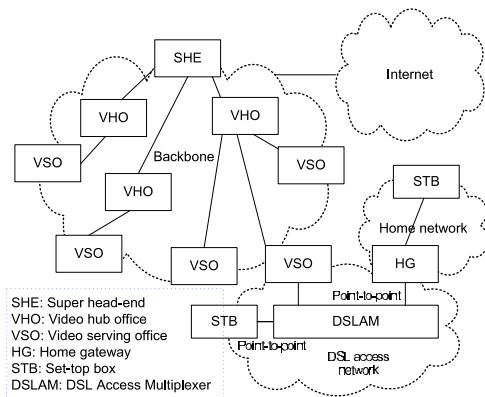 SHE
Internet
VHO
VHO
Backbone
VSO
VSO
STB
VHO
Home network
VSO
VSO
VSO
HG
SHE: Super head-end
VHO: Video hub office
VSO: Video serving office
HG: Home gateway
STB: Set-top box
DSLAM: DSL Access Multiplexer
Point-to-point
STB
DSLAM
Point-to-point
DSL access
network